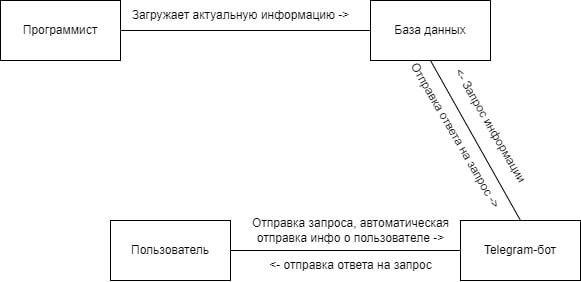 Программист
Загружает актуальную информацию ->
База данных
<- Запрос информации
Отправка ответа на запрос ->
Пользователь
Отправка запроса, автоматическая
отправка инфо о пользователе ->
<- отправка ответа на запрос
Telegram-бот